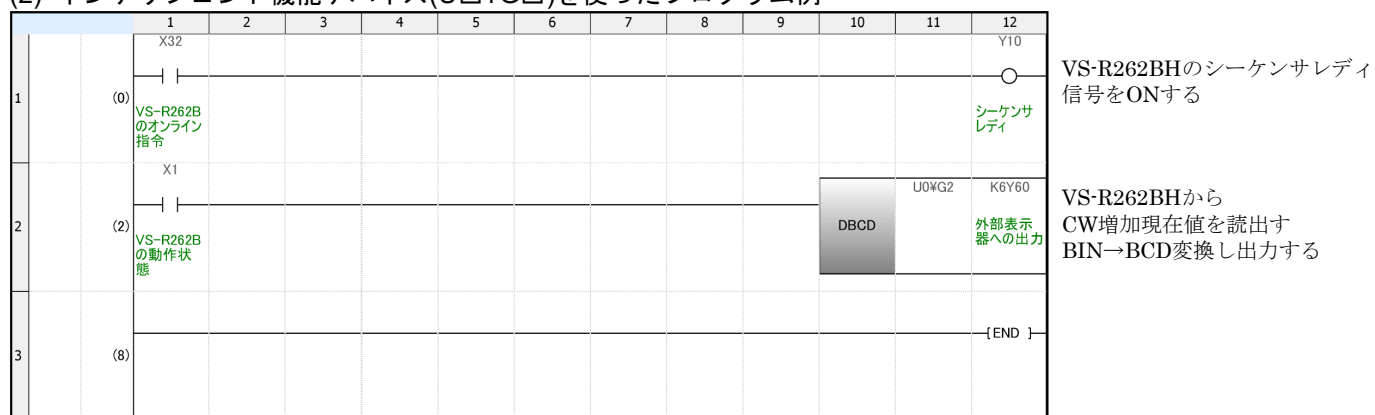 (2) インテリジェント機能デバイス(U□¥G□)を使ったプログラム例
1 2 3 4 5 6 7 8 9 10 11 12
X32 Y10
1 (0)
VS-R262B
のオンライン
指令
シーケンサ
レディ
VS-R262BHのシーケンサレディ
信号をONする
X1
2 (2)
VS-R262B
の動作状
態
DBCD U0¥G2 K6Y60
外部表示
器への出力
VS-R262BHから
CW増加現在値を読出す
BIN→BCD変換し出力する
3 (8)
[END ]